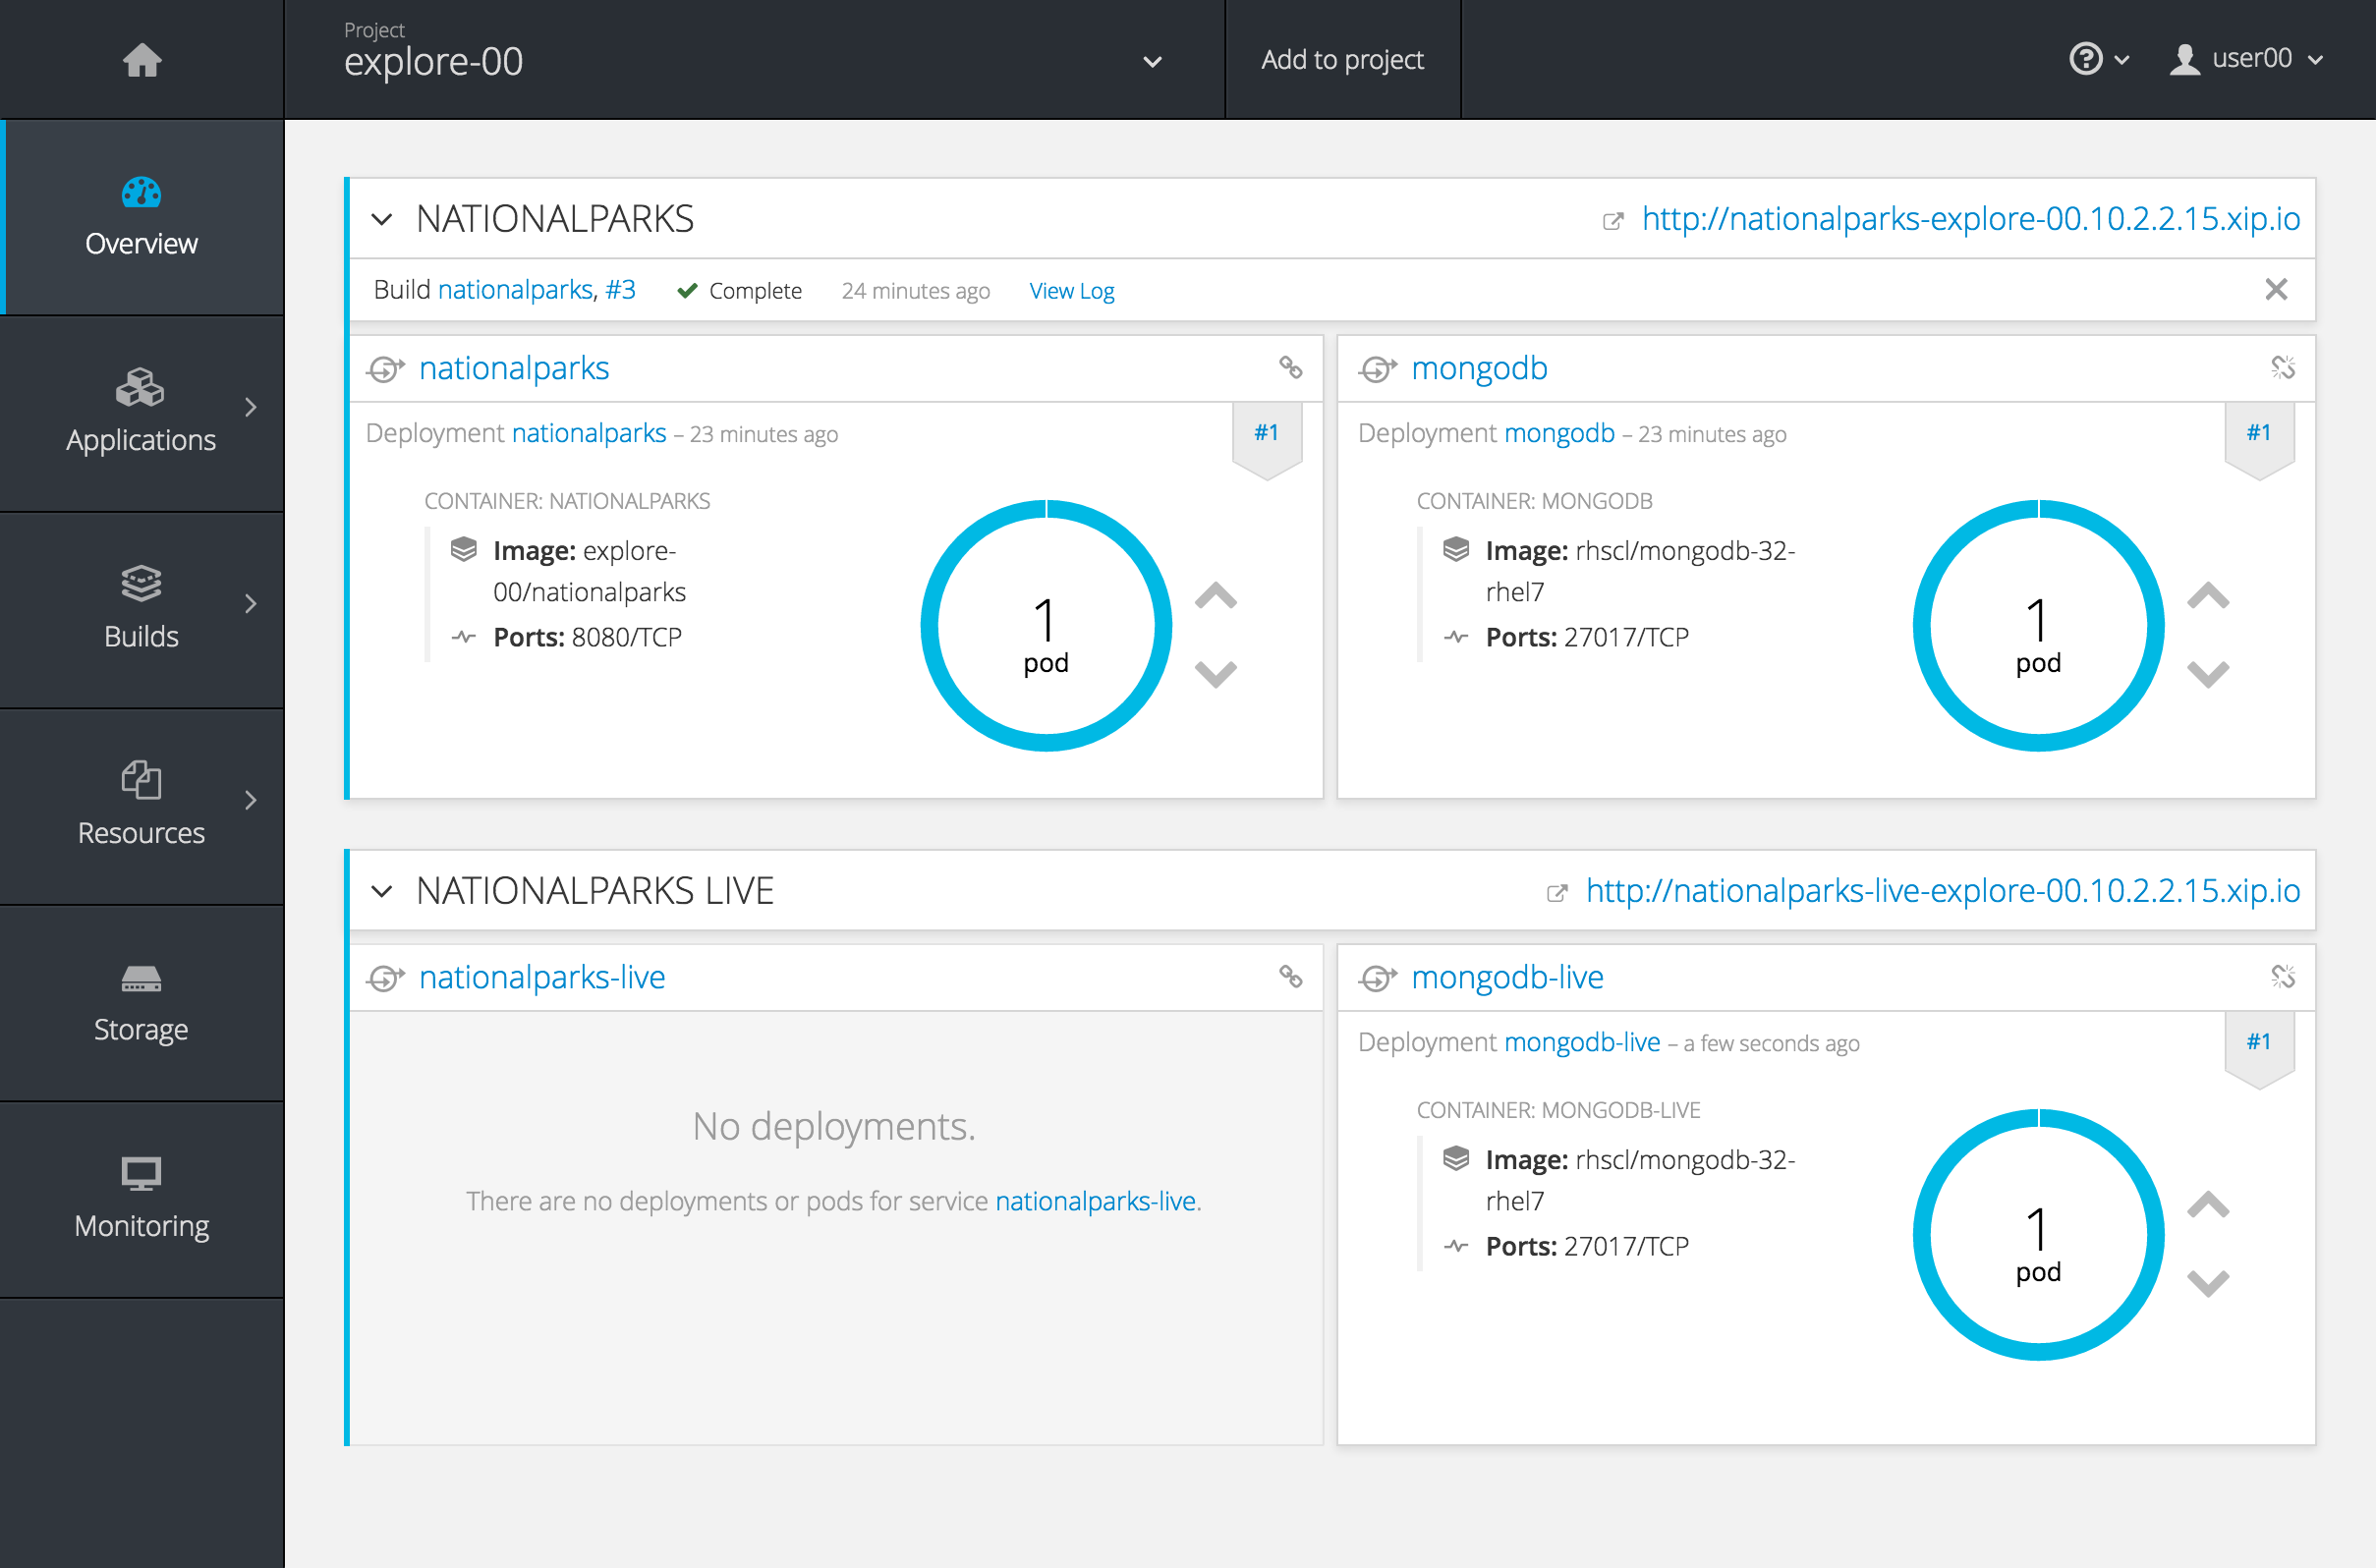 Project
explore-00
Add to project
user00
Overview
Applications
Builds
Resources
Storage
Monitoring
NATIONALPARKS
http://nationalparks-explore-00.10.2.2.15.xip.io
Build nationalparks, #3 Complete 24 minutes ago View Log
nationalparks
Deployment nationalparks – 23 minutes ago
#1
CONTAINER: NATIONALPARKS
Image: explore-
00/nationalparks
Ports: 8080/TCP
1
pod
mongodb
Deployment mongodb – 23 minutes ago
#1
CONTAINER: MONGODB
Image: rhscl/mongodb-32-
rhel7
Ports: 27017/TCP
1
pod
NATIONALPARKS LIVE
http://nationalparks-live-explore-00.10.2.2.15.xip.io
nationalparks-live
No deployments.
There are no deployments or pods for service nationalparks-live.
mongodb-live
Deployment mongodb-live – a few seconds ago
#1
CONTAINER: MONGODB-LIVE
Image: rhscl/mongodb-32-
rhel7
Ports: 27017/TCP
1
pod